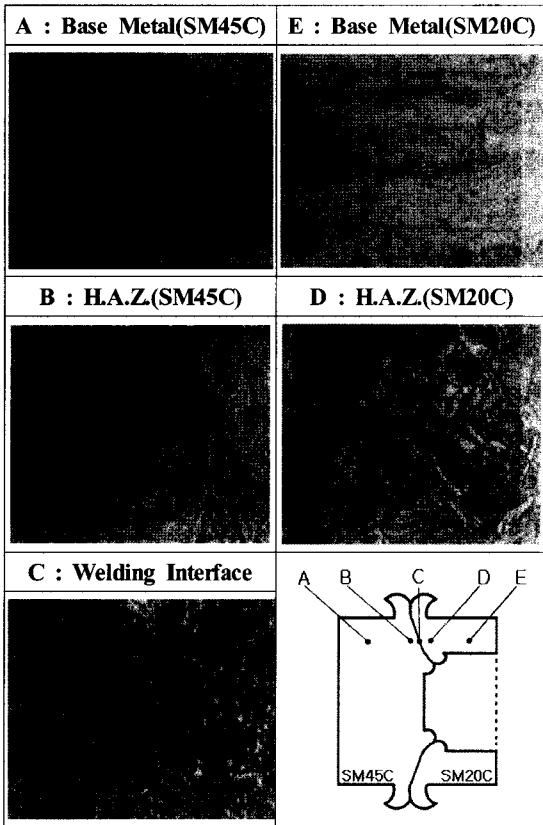 A : Base Metal(SM45C)
E : Base Metal(SM20C)
B : H.A.Z.(SM45C)
D : H.A.Z.(SM20C)
C : Welding Interface
A B C D E
SM45C SM20C